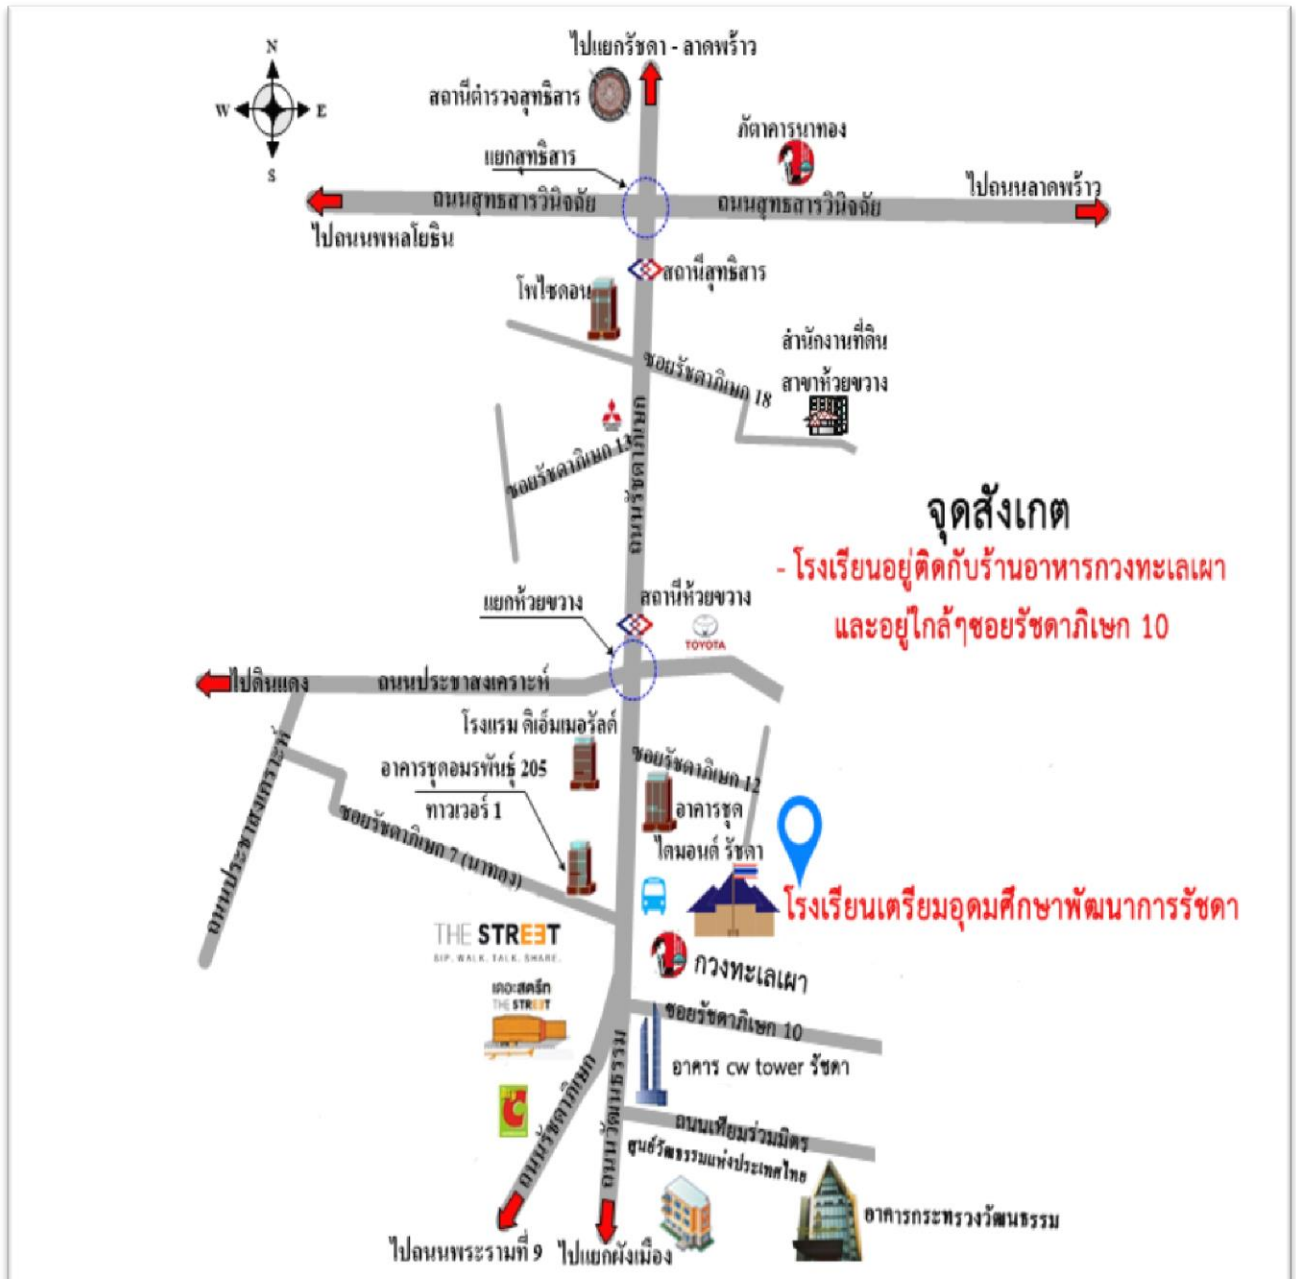 ไปแยกรัชดา - ลาดพร้าว
N
W E
S
สถานีตำรวจสุทธิสาร
ภัตาคารนาทอง
แยกสุทธิสาร
ถนนสุทธสารวินิจฉัย
ถนนสุทธสารวินิจฉัย
ไปถนนลาดพร้าว
ไปถนนพหลโยธิน
สถานีสุทธิสาร
โพไซดอน
ซอยรัชดาภิเษก 18
สำนักงานที่ดิน
สาขาห้วยขวาง
ถนนรัชดาภิเษก
ซอยรัชดาภิเษก 13
จุดสังเกต
- โรงเรียนอยู่ติดกับร้านอาหารกวงทะเลเผา
และอยู่ใกล้ๆซอยรัชดาภิเษก 10
แยกห้วยขวาง
สถานีห้วยขวาง
TOYOTA
ไปดินแดง
ถนนประชาสงเคราะห์
โรงแรม ดิเอ็มเมอรัลด์
ซอยรัชดาภิเษก 12
อาคารชุดอมรพันธุ์ 205
ทาวเวอร์ 1
อาคารชุด
ไดมอนด์ รัชดา
ถนนประชาสงเคราะห์
ซอยรัชดาภิเษก 7 (นาทอง)
โรงเรียนเตรียมอุดมศึกษาพัฒนาการรัชดา
THE STREET
SIP. WALK. TALK. SHARE.
กวงทะเลเผา
เดอะสตรีท
THE STREET
ซอยรัชดาภิเษก 10
อาคาร cw tower รัชดา
ถนนรัชดาภิเษก
ถนนวัฒนธรรม
ถนนเทียมร่วมมิตร
ศูนย์วัฒธรรมแห่งประเทศไทย
อาคารกระทรวงวัฒนธรรม
ไปถนนพระรามที่ 9
ไปแยกผังเมือง